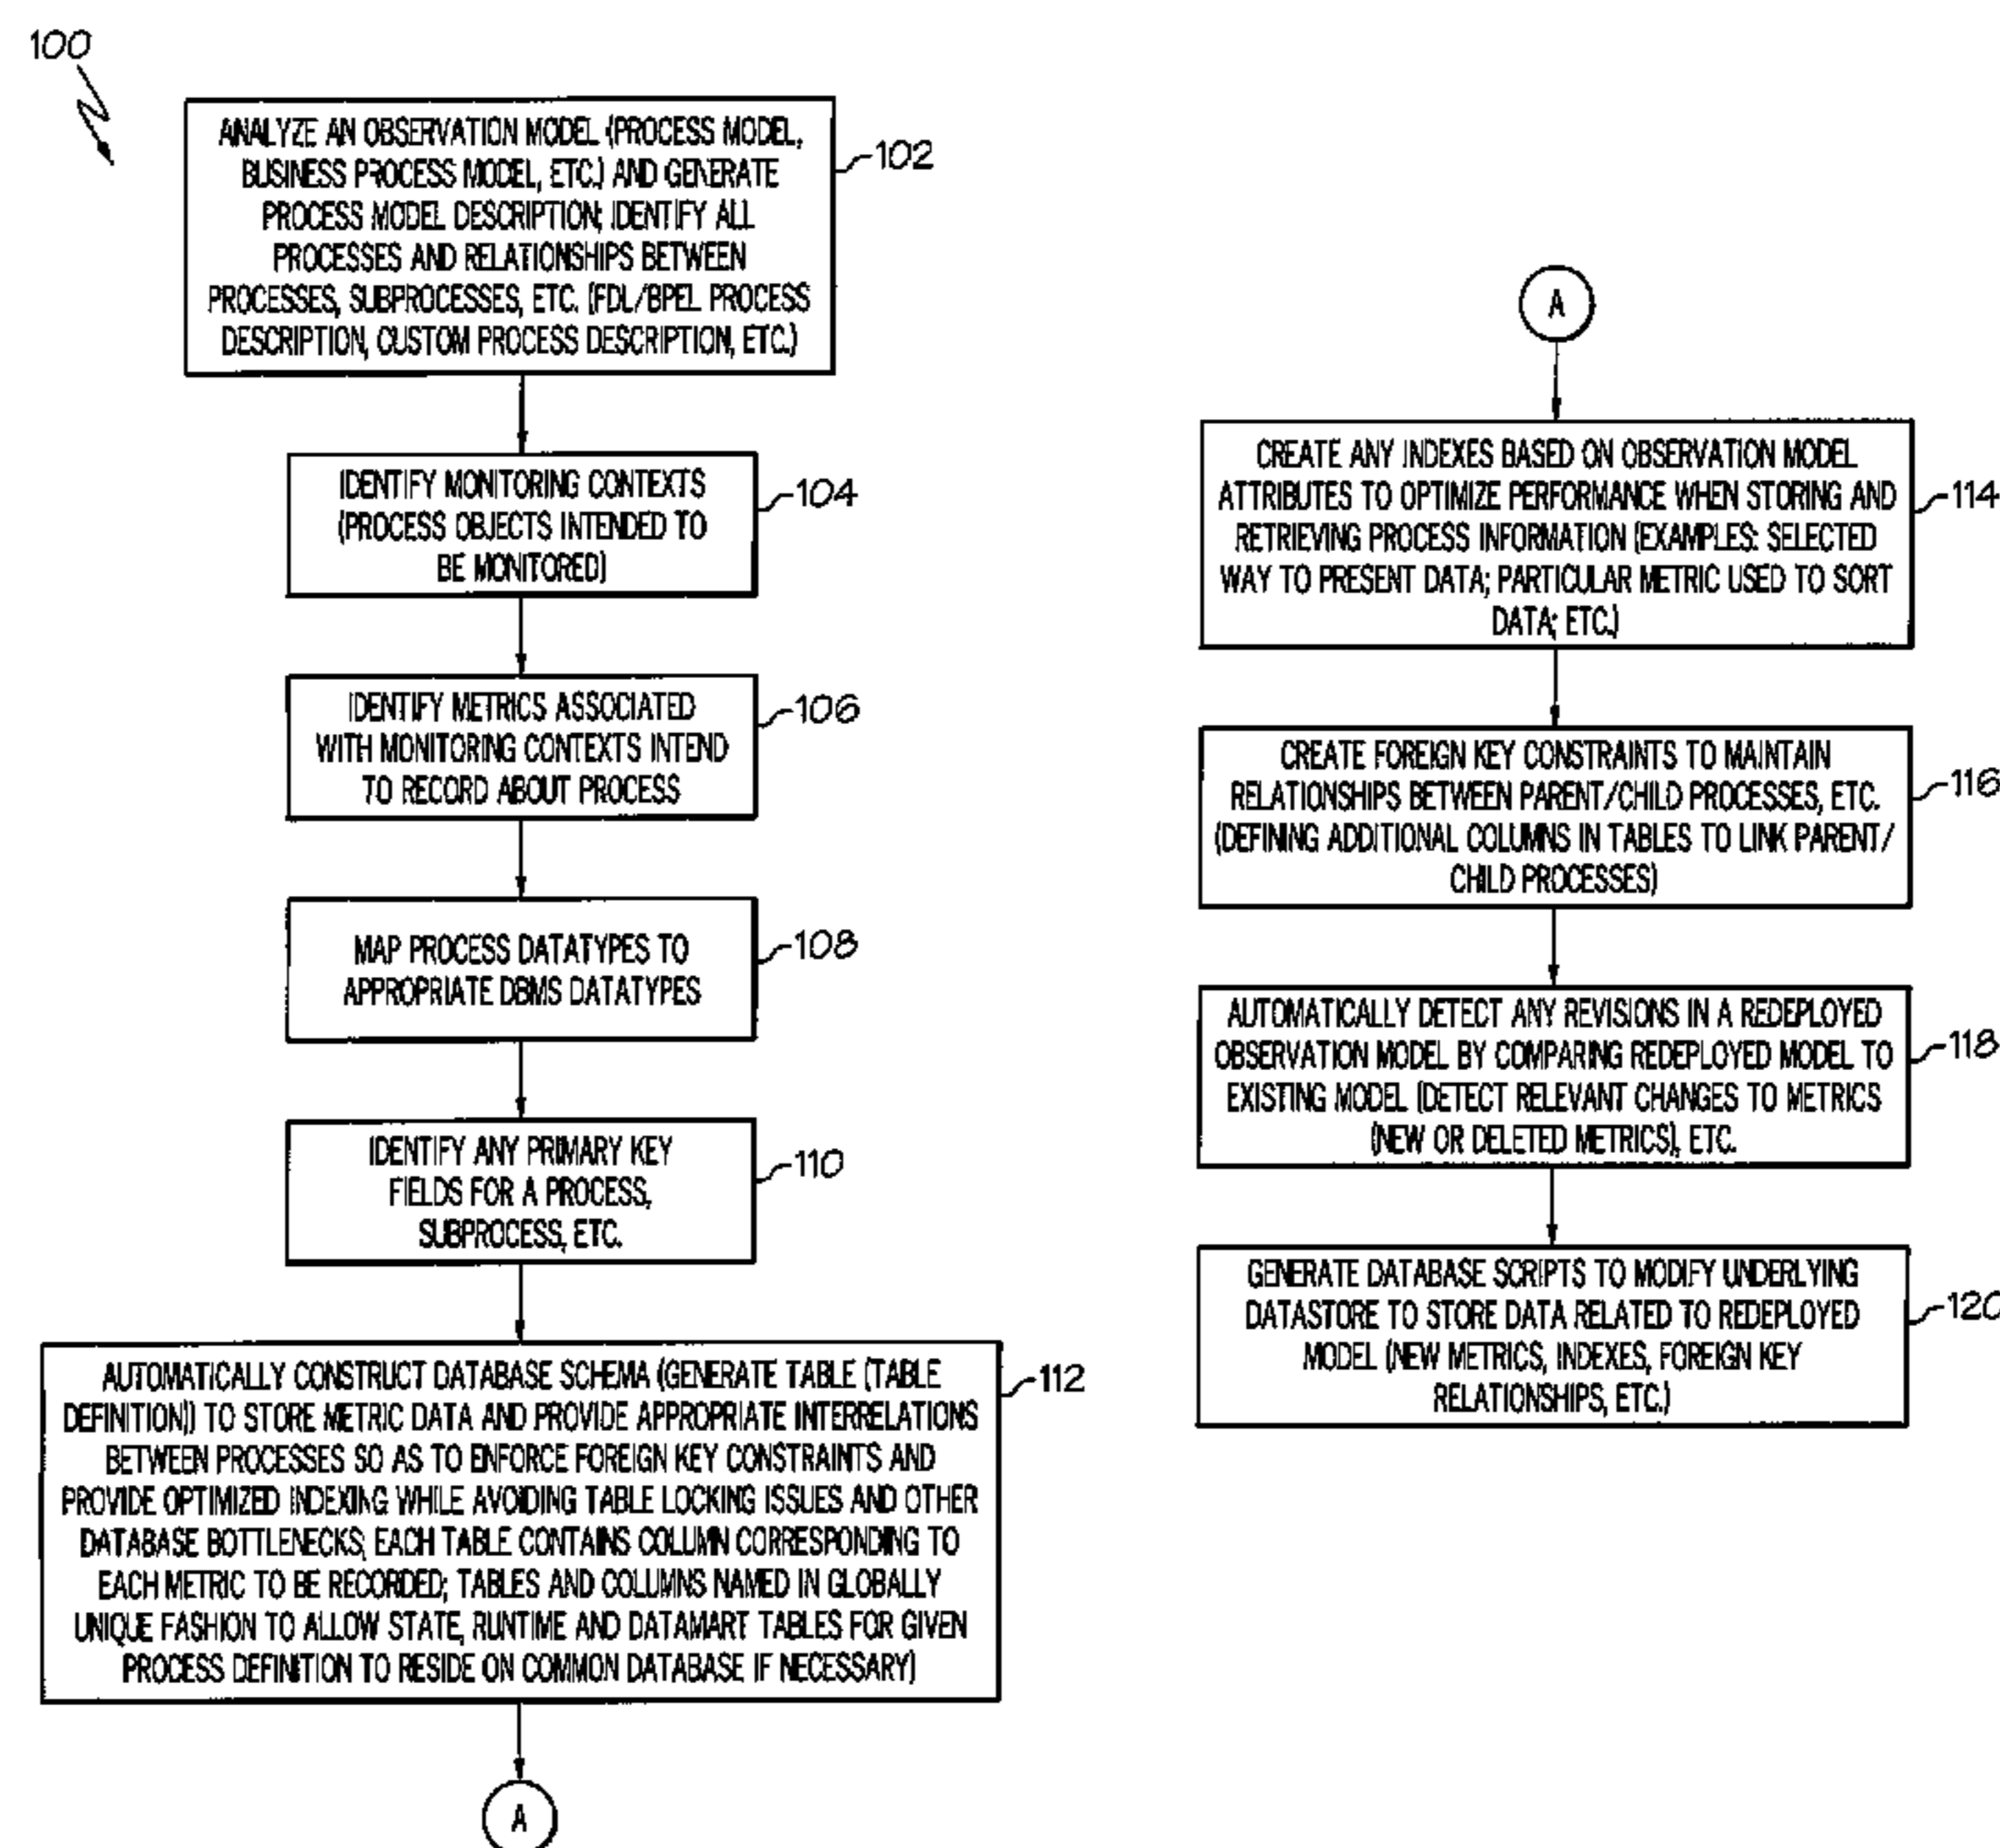 100
ANALYZE AN OBSERVATION MODEL (PROCESS MODEL,
BUSINESS PROCESS MODEL, ETC.) AND GENERATE
PROCESS MODEL DESCRIPTION; IDENTIFY ALL
PROCESSES AND RELATIONSHIPS BETWEEN
PROCESSES, SUBPROCESSES, ETC. (FDL/BPEL PROCESS
DESCRIPTION, CUSTOM PROCESS DESCRIPTION, ETC.)
102
IDENTIFY MONITORING CONTEXTS
(PROCESS OBJECTS INTENDED TO
BE MONITORED)
104
IDENTIFY METRICS ASSOCIATED
WITH MONITORING CONTEXTS INTEND
TO RECORD ABOUT PROCESS
106
MAP PROCESS DATATYPES TO
APPROPRIATE DBMS DATATYPES
108
IDENTIFY ANY PRIMARY KEY
FIELDS FOR A PROCESS,
SUBPROCESS, ETC.
110
AUTOMATICALLY CONSTRUCT DATABASE SCHEMA (GENERATE TABLE (TABLE
DEFINITION)) TO STORE METRIC DATA AND PROVIDE APPROPRIATE INTERRELATIONS
BETWEEN PROCESSES SO AS TO ENFORCE FOREIGN KEY CONSTRAINTS AND
PROVIDE OPTIMIZED INDEXING WHILE AVOIDING TABLE LOCKING ISSUES AND OTHER
DATABASE BOTTLENECKS; EACH TABLE CONTAINS COLUMN CORRESPONDING TO
EACH METRIC TO BE RECORDED; TABLES AND COLUMNS NAMED IN GLOBALLY
UNIQUE FASHION TO ALLOW STATE, RUNTIME AND DATAMART TABLES FOR GIVEN
PROCESS DEFINITION TO RESIDE ON COMMON DATABASE IF NECESSARY)
112
A
A
CREATE ANY INDEXES BASED ON OBSERVATION MODEL
ATTRIBUTES TO OPTIMIZE PERFORMANCE WHEN STORING AND
RETRIEVING PROCESS INFORMATION (EXAMPLES: SELECTED
WAY TO PRESENT DATA; PARTICULAR METRIC USED TO SORT
DATA; ETC.)
114
CREATE FOREIGN KEY CONSTRAINTS TO MAINTAIN
RELATIONSHIPS BETWEEN PARENT/CHILD PROCESSES, ETC.
(DEFINING ADDITIONAL COLUMNS IN TABLES TO LINK PARENT/
CHILD PROCESSES)
116
AUTOMATICALLY DETECT ANY REVISIONS IN A REDEPLOYED
OBSERVATION MODEL BY COMPARING REDEPLOYED MODEL TO
EXISTING MODEL (DETECT RELEVANT CHANGES TO METRICS
(NEW OR DELETED METRICS), ETC.
118
GENERATE DATABASE SCRIPTS TO MODIFY UNDERLYING
DATASTORE TO STORE DATA RELATED TO REDEPLOYED
MODEL (NEW METRICS, INDEXES, FOREIGN KEY
RELATIONSHIPS, ETC.)
120